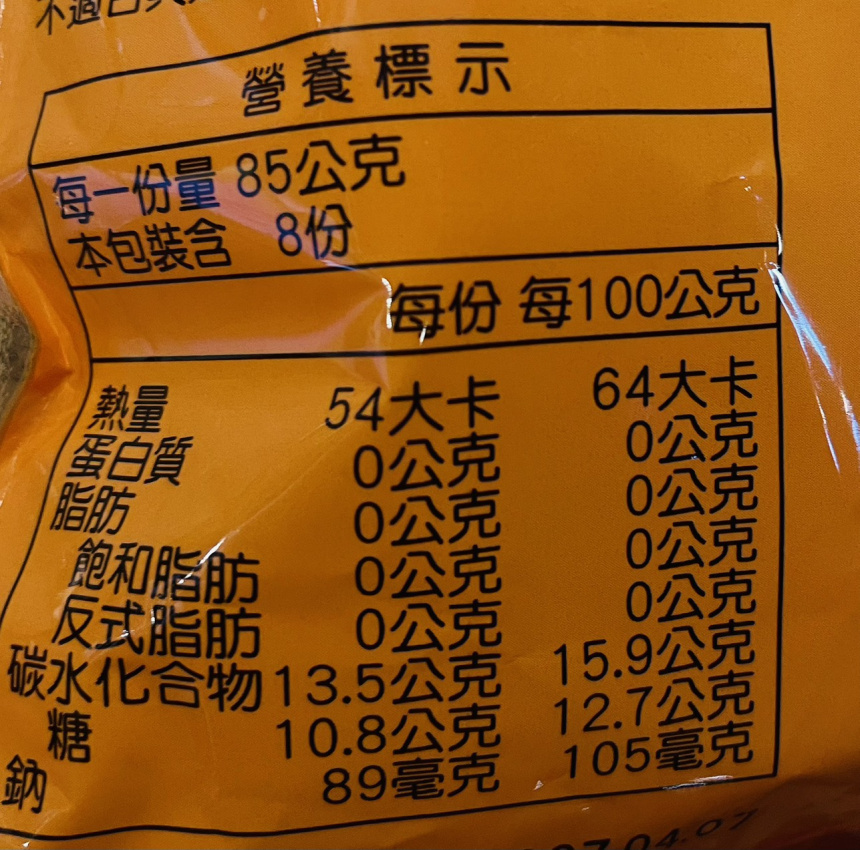 營養標示
每一份量 85公克
本包裝含 8份
每份 每100公克
熱量 54大卡 64大卡
蛋白質 0公克 0公克
脂肪 0公克 0公克
飽和脂肪 0公克 0公克
反式脂肪 0公克 0公克
碳水化合物 13.5公克 15.9公克
糖 10.8公克 12.7公克
鈉 89毫克 105毫克
04.07